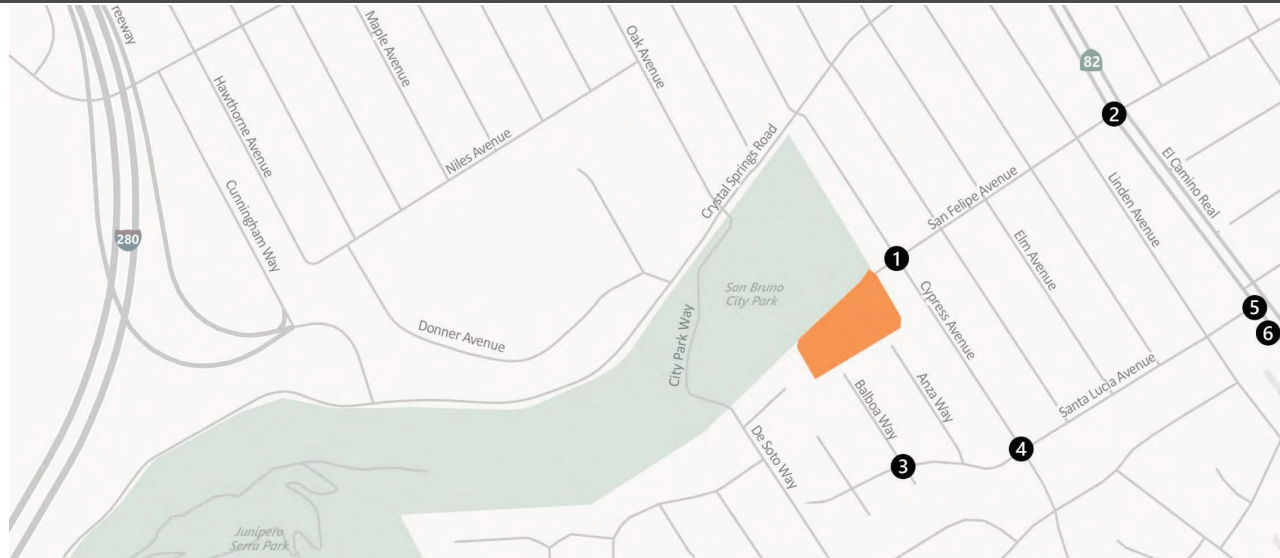 reeway
Maple Avenue
Oak Avenue
82
Hawthorne Avenue
2
Niles Avenue
Crystal Springs Road
El Camino Real
Linden Avenue
San Felipe Avenue
Cunningham Way
280
1
Elm Avenue
San Bruno
City Park
Cypress Avenue
5
6
Donner Avenue
City Park Way
Santa Lucia Avenue
Anza Way
Balboa Way
De Soto Way
4
3
Junipero
Serra Park